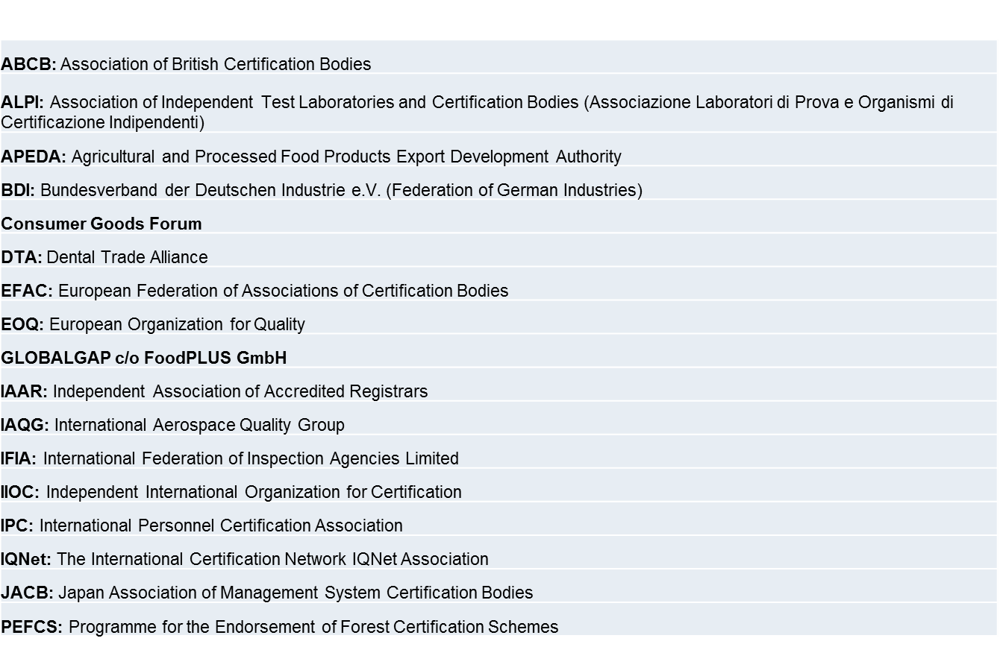 ABCB: Association of British Certification Bodies
ALPI: Association of Independent Test Laboratories and Certification Bodies (Associazione Laboratori di Prova e Organismi di
Certificazione Indipendenti)
APEDA: Agricultural and Processed Food Products Export Development Authority
BDI: Bundesverband der Deutschen Industrie e.V. (Federation of German Industries)
Consumer Goods Forum
DTA: Dental Trade Alliance
EFAC: European Federation of Associations of Certification Bodies
EOQ: European Organization for Quality
GLOBALGAP c/o FoodPLUS GmbH
IAAR: Independent Association of Accredited Registrars
IAQG: International Aerospace Quality Group
IFIA: International Federation of Inspection Agencies Limited
IIOC: Independent International Organization for Certification
IPC: International Personnel Certification Association
IQNet: The International Certification Network IQNet Association
JACB: Japan Association of Management System Certification Bodies
PEFCS: Programme for the Endorsement of Forest Certification Schemes